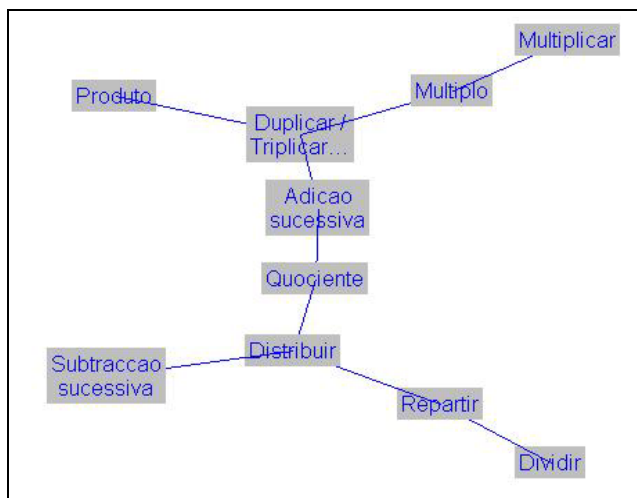 Multiplicar
Produto
Multiplo
Duplicar /
Triplicar...
Adicao
sucessiva
Quociente
Distribuir
Subtraccao
sucessiva
Repartir
Dividir